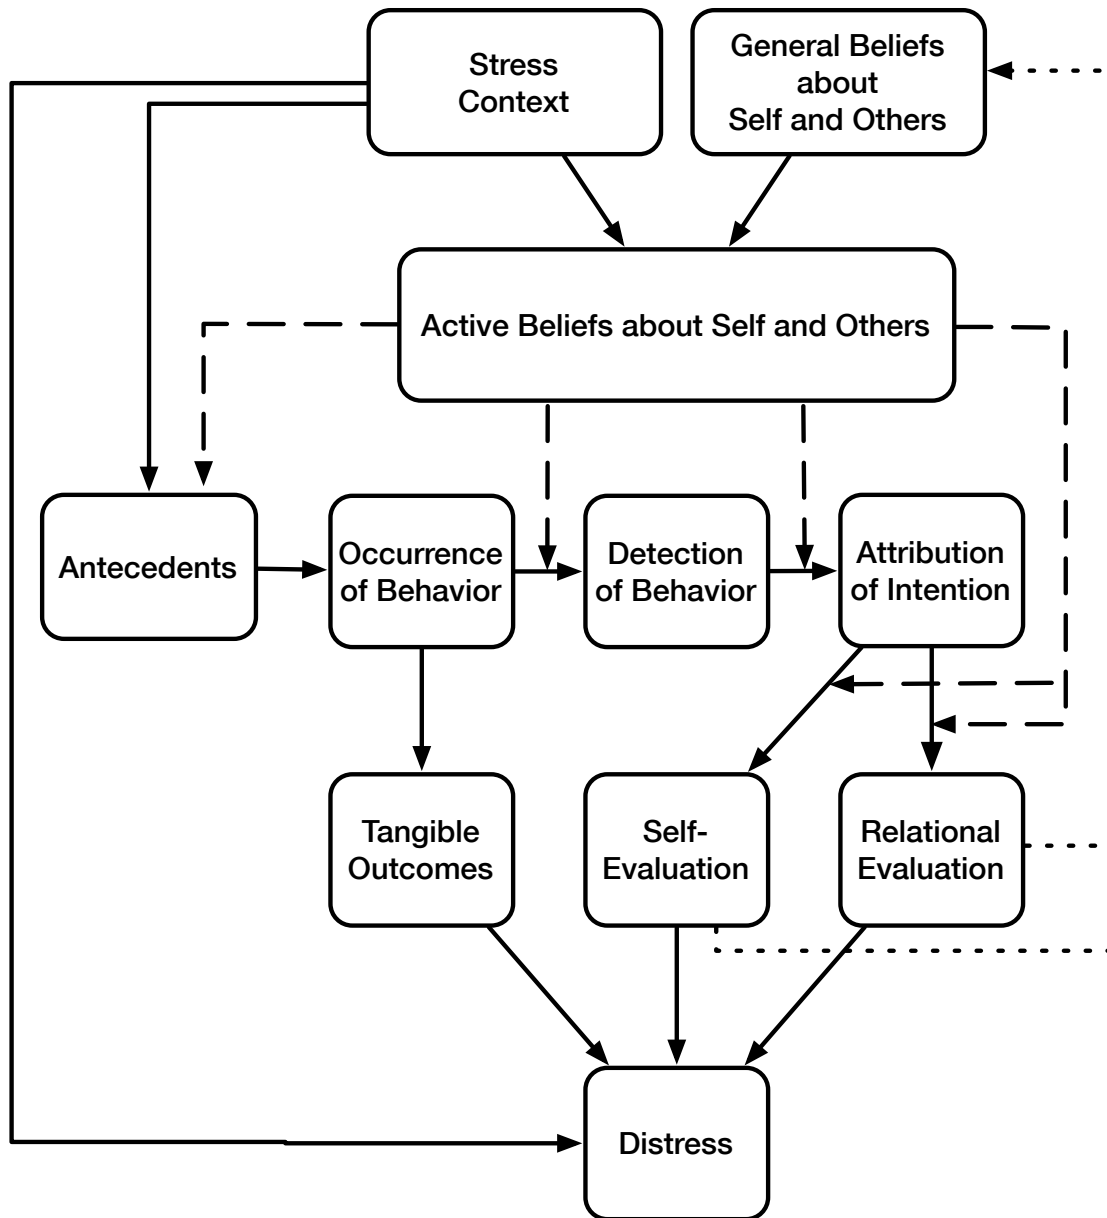 Stress
Context
General Beliefs
about
Self and Others
Active Beliefs about Self and Others
Antecedents
Occurrence
of Behavior
Detection
of Behavior
Attribution
of Intention
Tangible
Outcomes
Self-
Evaluation
Relational
Evaluation
Distress